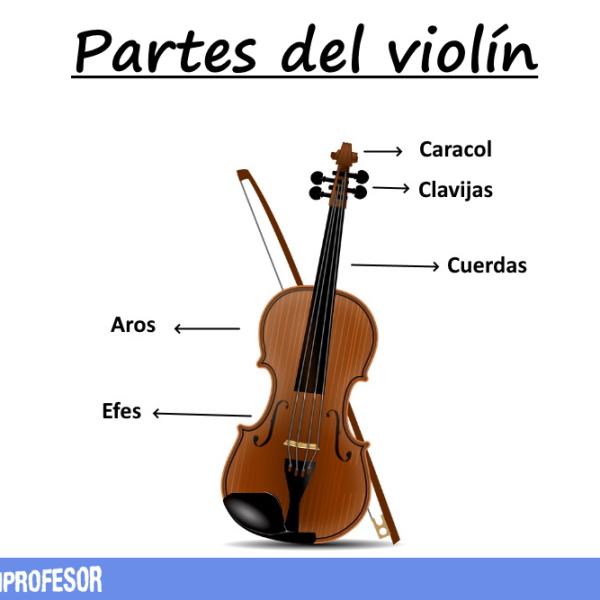 Partes del violín
Caracol
Clavijas
Cuerdas
Aros
Efes
PROFESOR